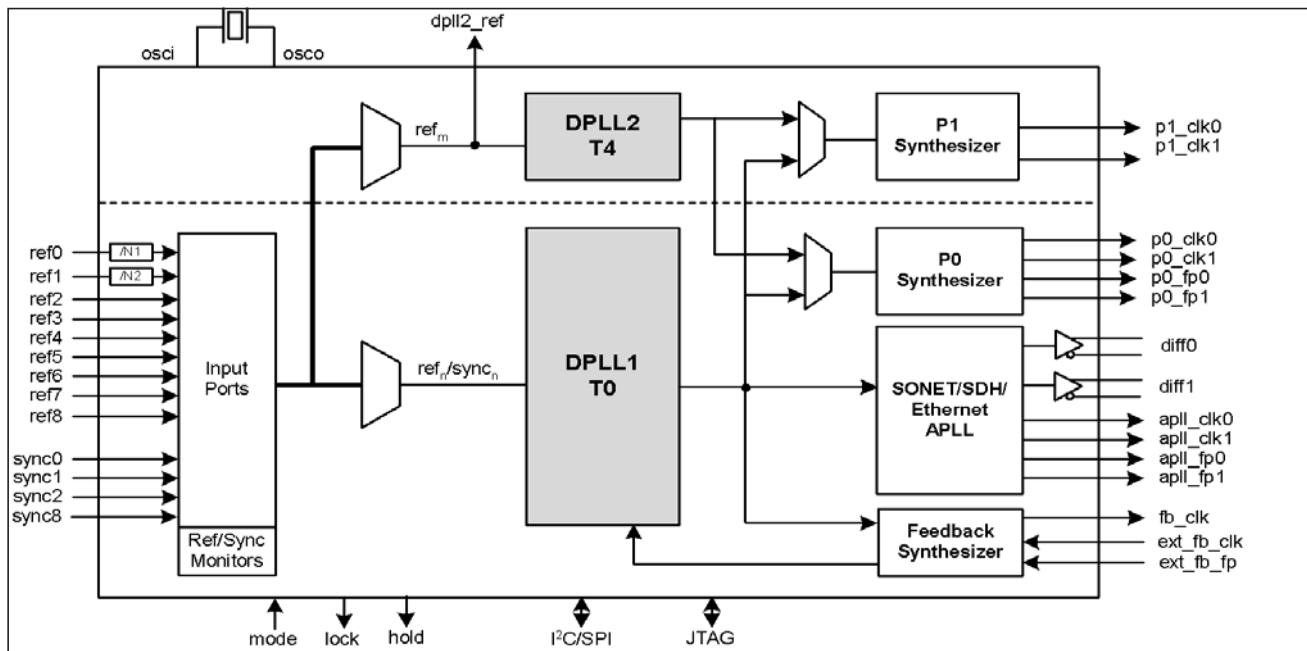 dpll2_ref
osci
osco
ref_m
DPLL2
T4
P1
Synthesizer
p1_clk0
p1_clk1
ref0
/N1
ref1
/N2
ref2
ref3
ref4
ref5
ref6
ref7
ref8
sync0
sync1
sync2
sync8
Input
Ports
Ref/Sync
Monitors
ref_n/sync_n
DPLL1
T0
P0
Synthesizer
p0_clk0
p0_clk1
p0_fp0
p0_fp1
SONET/SDH/
Ethernet
APLL
diff0
diff1
apll_clk0
apll_clk1
apll_fp0
apll_fp1
Feedback
Synthesizer
fb_clk
ext_fb_clk
ext_fb_fp
mode
lock
hold
I²C/SPI
JTAG